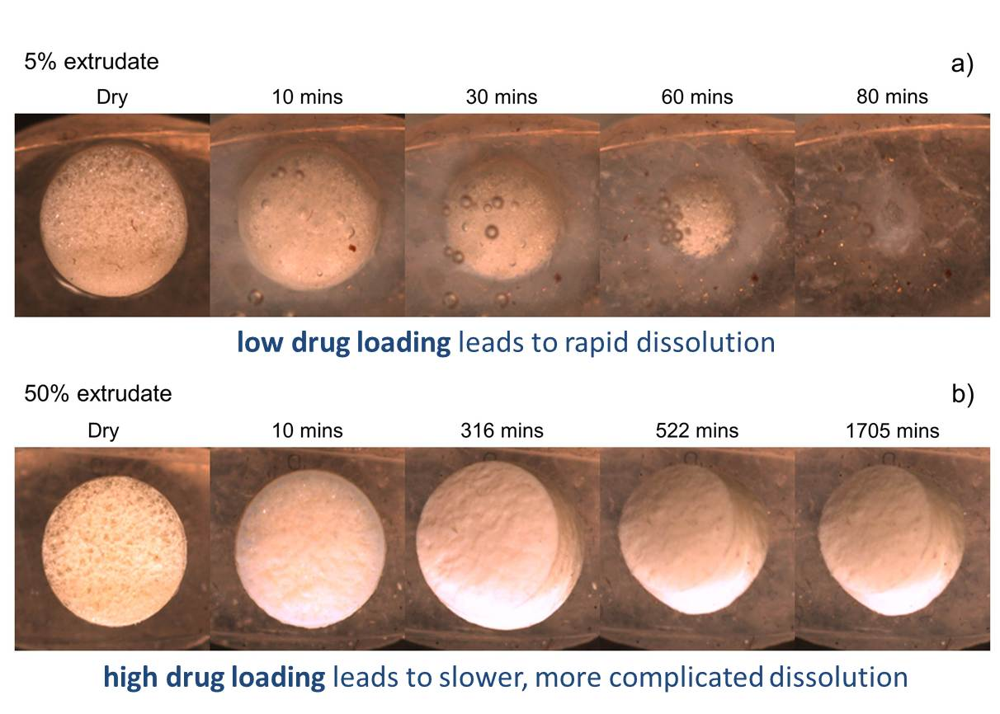 5% extrudate
a)
Dry
10 mins
30 mins
60 mins
80 mins
low drug loading leads to rapid dissolution
50% extrudate
b)
Dry
10 mins
316 mins
522 mins
1705 mins
high drug loading leads to slower, more complicated dissolution